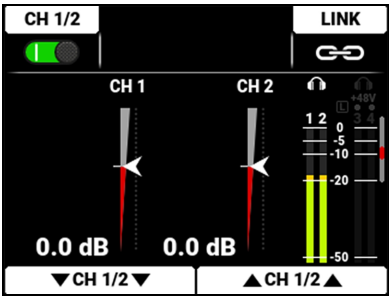 CH 1/2
LINK
CH 1
CH 2
+48V
L
1 2 3 4
0
-5
-10
-20
-50
0.0 dB
0.0 dB
▼CH 1/2▼
▲CH 1/2▲